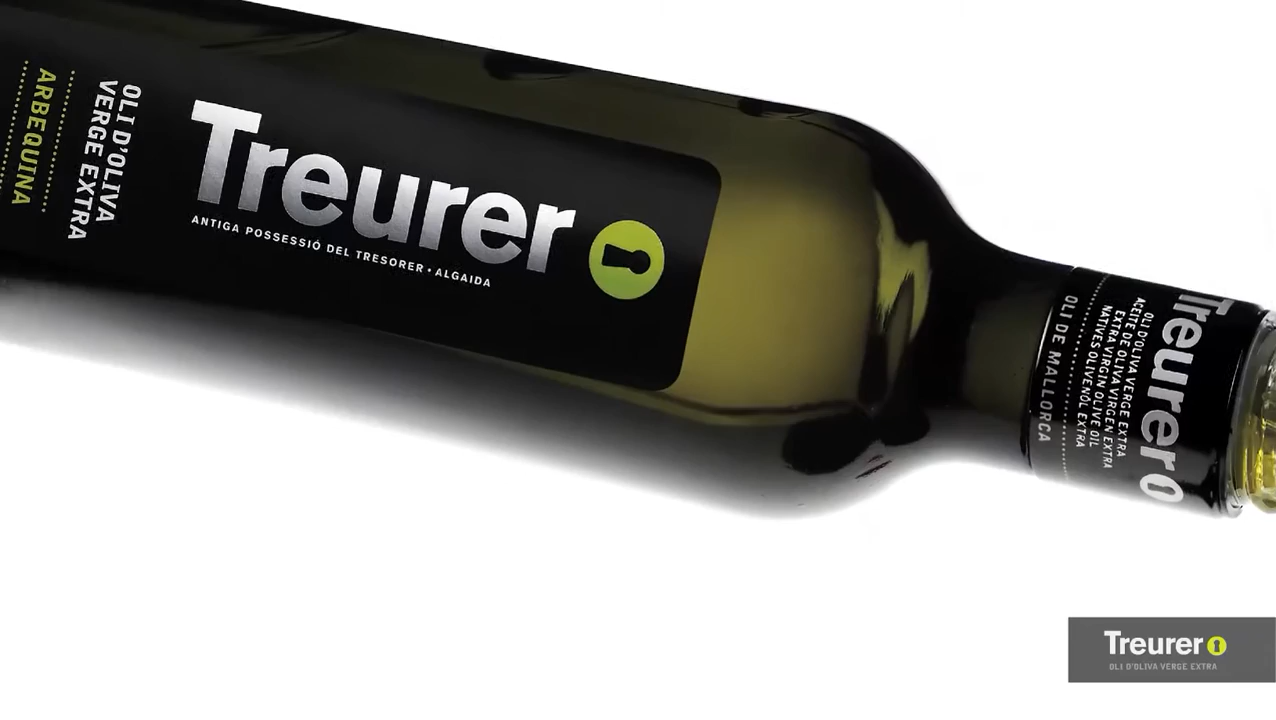 ARBEQUINA
OLI D'OLIVA
VERGE EXTRA
Treurer
ANTIGA POSSESSIÓ DEL TRESORER • ALGAIDA
Treurer
OLI D'OLIVA VERGE EXTRA
ACEITE DE OLIVA VIRGEN EXTRA
EXTRA VIRGIN OLIVE OIL
NATIVES OLIVENÖL EXTRA
OLI DE MALLORCA
Treurer
OLI D'OLIVA VERGE EXTRA